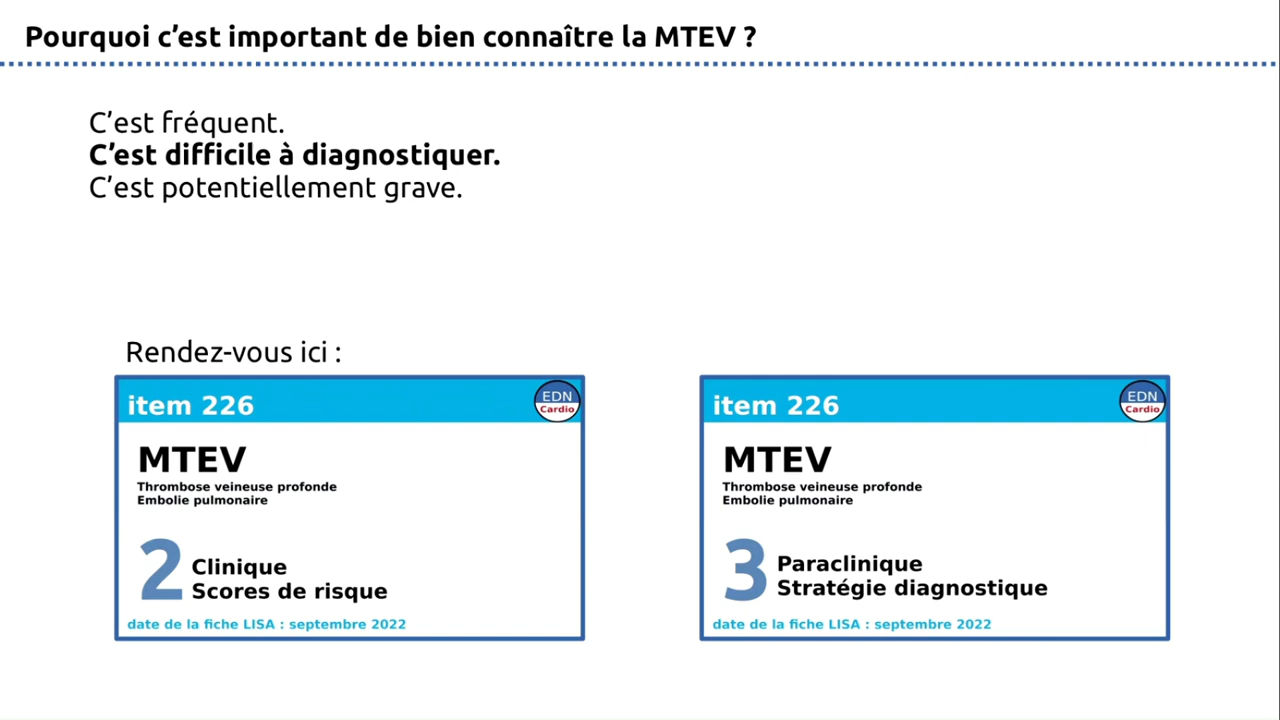 Pourquoi c’est important de bien connaître la MTEV ?
C’est fréquent.
C’est difficile à diagnostiquer.
C’est potentiellement grave.
Rendez-vous ici :
item 226
EDN
Cardio
MTEV
Thrombose veineuse profonde
Embolie pulmonaire
2
Clinique
Scores de risque
date de la fiche LISA : septembre 2022
item 226
EDN
Cardio
MTEV
Thrombose veineuse profonde
Embolie pulmonaire
3
Paraclinique
Stratégie diagnostique
date de la fiche LISA : septembre 2022